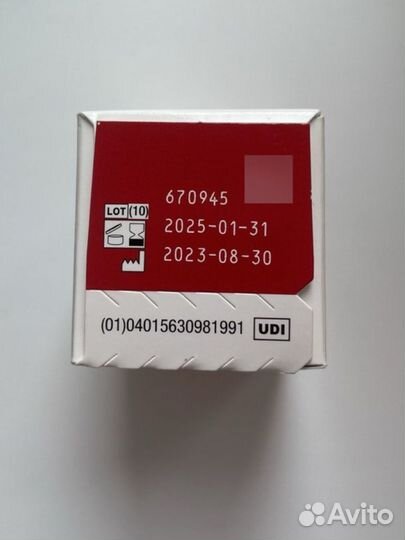 670945
LOT (10)
2025-01-31
2023-08-30
(01)04015630981991 UDI
Avito